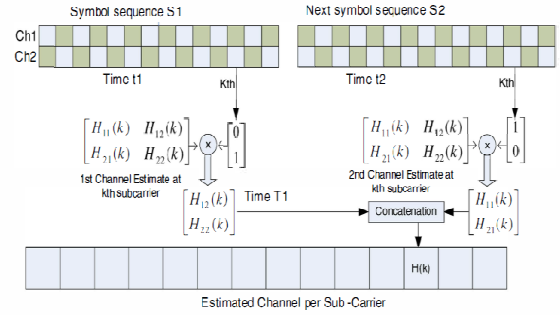 Symbol sequence S1
Next symbol sequence S2
Ch1
Ch2
Time t1
Kth
Time t2
Kth
H11(k) H12(k)
H21(k) H22(k)
x
0
1
H11(k) H12(k)
H21(k) H22(k)
x
1
0
1st Channel Estimate at
kth subcarrier
2nd Channel Estimate at
kth subcarrier
H12(k)
H22(k)
Time T1
Concatenation
H11(k)
H21(k)
H(k)
Estimated Channel per Sub-Carrier